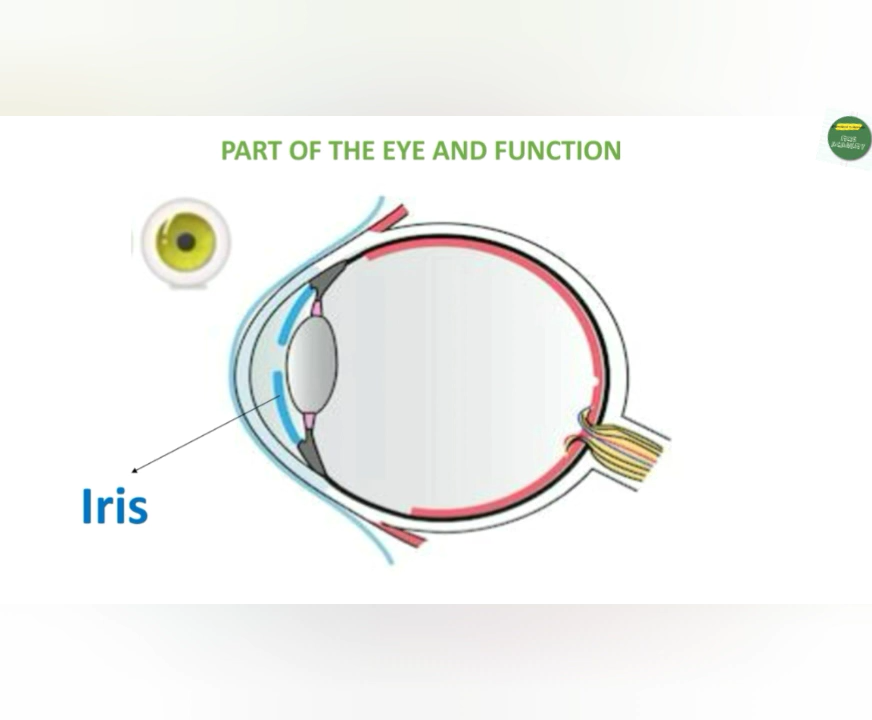 PART OF THE EYE AND FUNCTION
Iris